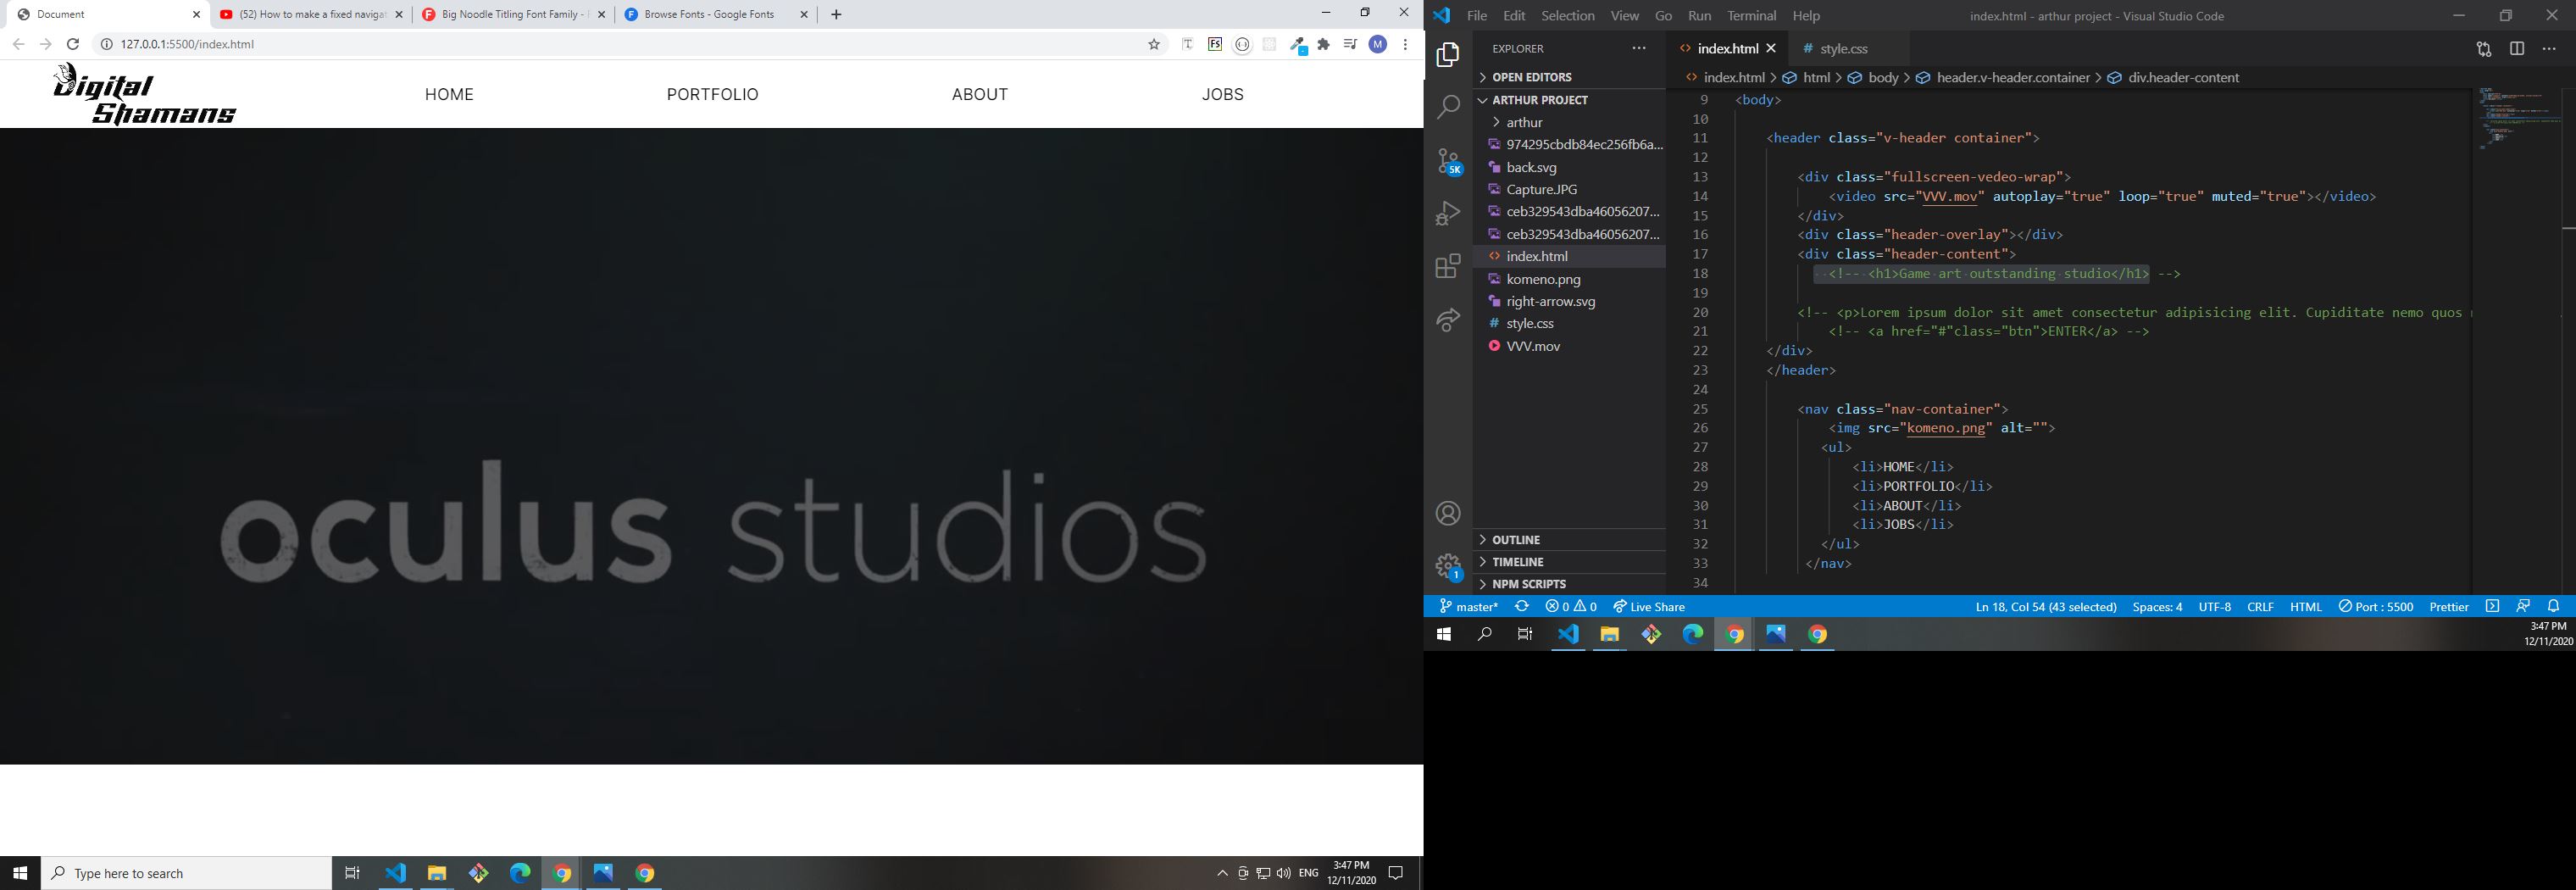 Document
(52) How to make a fixed navigat
Big Noodle Titling Font Family -
Browse Fonts - Google Fonts
127.0.0.1:5500/index.html
FS
M
Digital
Shamans
HOME
PORTFOLIO
ABOUT
JOBS
oculus studios
Type here to search
ENG
3:47 PM
12/11/2020
File Edit Selection View Go Run Terminal Help
index.html - arthur project - Visual Studio Code
EXPLORER
OPEN EDITORS
ARTHUR PROJECT
arthur
974295cbdb84ec256fb6a...
back.svg
Capture.JPG
ceb329543dba46056207...
ceb329543dba46056207...
index.html
komeno.png
right-arrow.svg
style.css
VVV.mov
OUTLINE
TIMELINE
NPM SCRIPTS
5K
1
index.html
style.css
index.html > html > body > header.v-header.container > div.header-content
9 <body>
10
11 <header class="v-header container">
12
13 <div class="fullscreen-vedeo-wrap">
14 <video src="VVV.mov" autoplay="true" loop="true" muted="true"></video>
15 </div>
16 <div class="header-overlay"></div>
17 <div class="header-content">
18 <!-- <h1>Game art outstanding studio</h1> -->
19
20 <!-- <p>Lorem ipsum dolor sit amet consectetur adipisicing elit. Cupiditate nemo quos
21 <!-- <a href="#"class="btn">ENTER</a> -->
22 </div>
23 </header>
24
25 <nav class="nav-container">
26 <img src="komeno.png" alt="">
27 <ul>
28 <li>HOME</li>
29 <li>PORTFOLIO</li>
30 <li>ABOUT</li>
31 <li>JOBS</li>
32 </ul>
33 </nav>
34
master* 0 0 Live Share
Ln 18, Col 54 (43 selected) Spaces: 4 UTF-8 CRLF HTML Port : 5500 Prettier
3:47 PM
12/11/2020